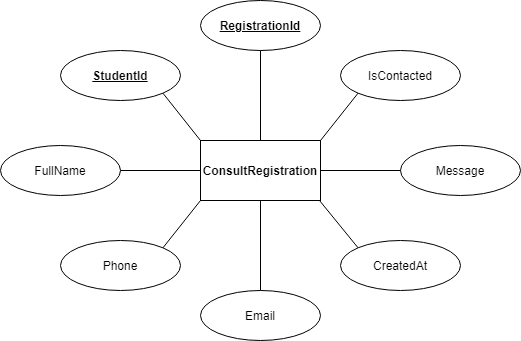 RegistrationId
StudentId
IsContacted
FullName
ConsultRegistration
Message
Phone
CreatedAt
Email